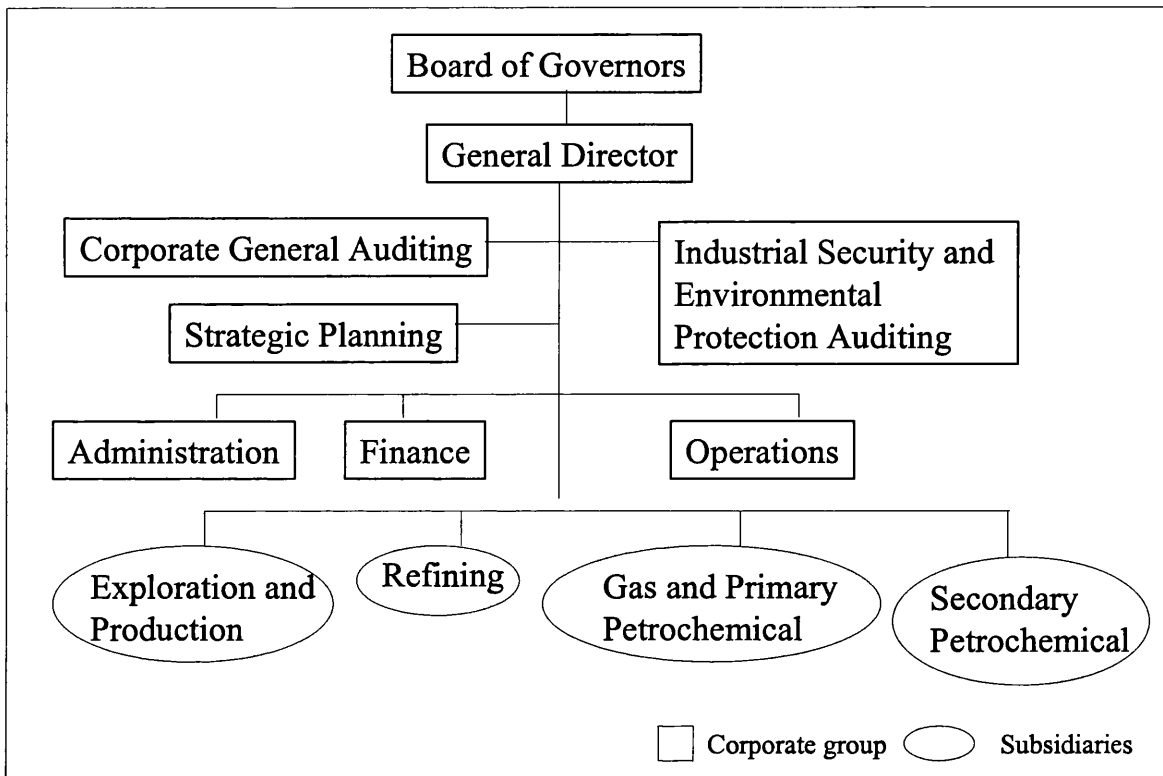 Board of Governors
General Director
Corporate General Auditing
Industrial Security and
Environmental
Protection Auditing
Strategic Planning
Administration
Finance
Operations
Exploration and
Production
Refining
Gas and Primary
Petrochemical
Secondary
Petrochemical
Corporate group
Subsidiaries